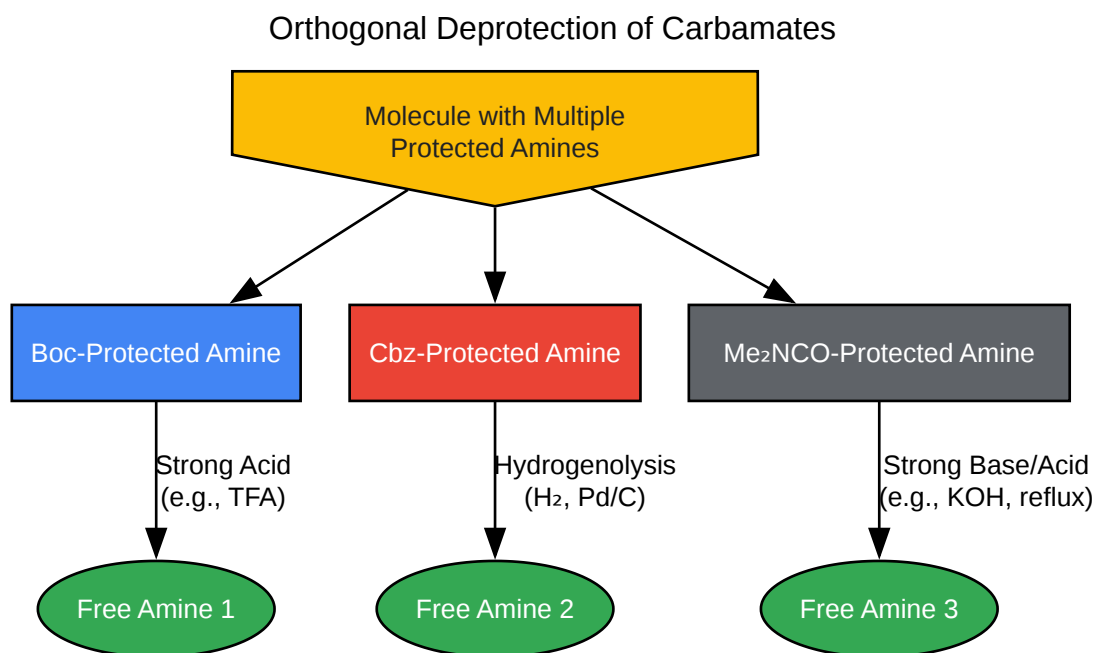 Orthogonal Deprotection of Carbamates
Molecule with Multiple
Protected Amines
Boc-Protected Amine
Cbz-Protected Amine
Me₂NCO-Protected Amine
Strong Acid
(e.g., TFA)
Hydrogenolysis
(H₂, Pd/C)
Strong Base/Acid
(e.g., KOH, reflux)
Free Amine 1
Free Amine 2
Free Amine 3